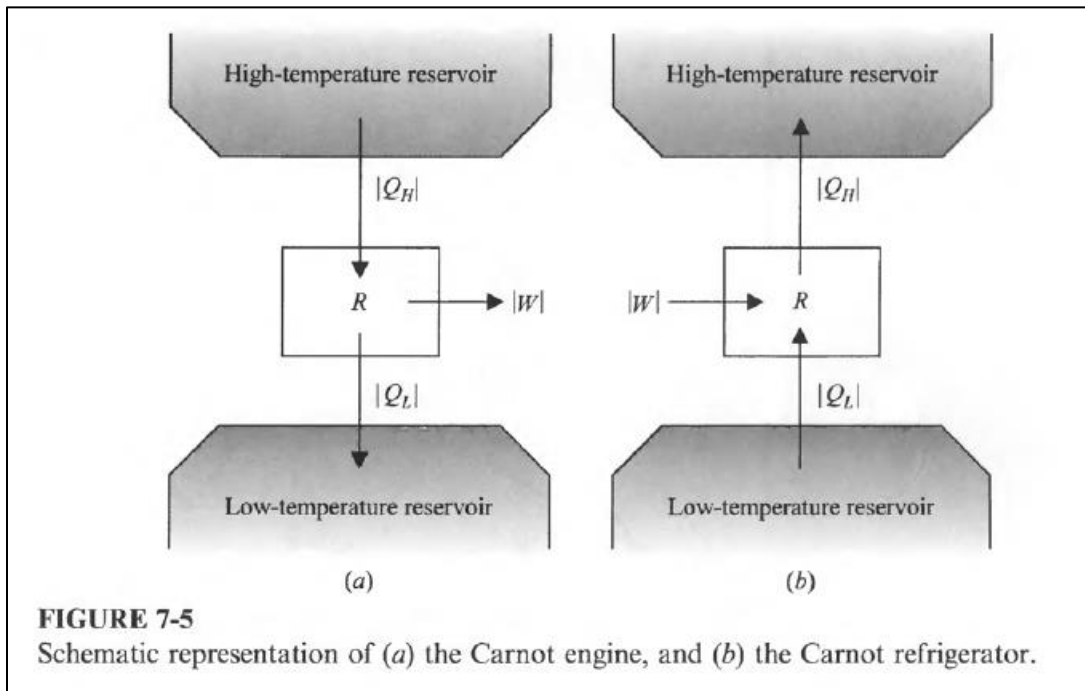 High-temperature reservoir
High-temperature reservoir
|Q_H|
|Q_H|
R
|W|
|W|
R
|Q_L|
|Q_L|
Low-temperature reservoir
Low-temperature reservoir
(a)
(b)
FIGURE 7-5
Schematic representation of (a) the Carnot engine, and (b) the Carnot refrigerator.